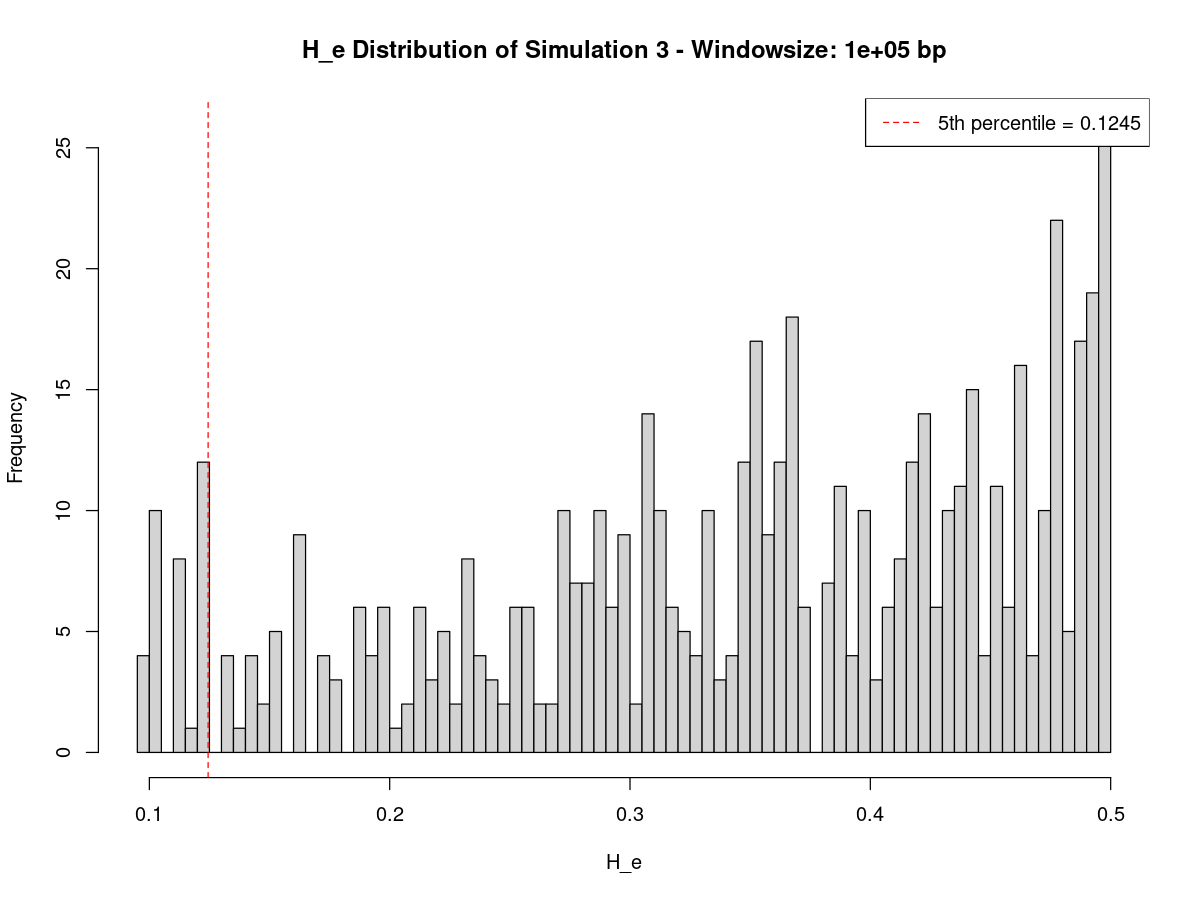 H_e Distribution of Simulation 3 - Windowsize: 1e+05 bp
5th percentile = 0.1245
25
20
15
10
5
0
Frequency
0.1 0.2 0.3 0.4 0.5
H_e